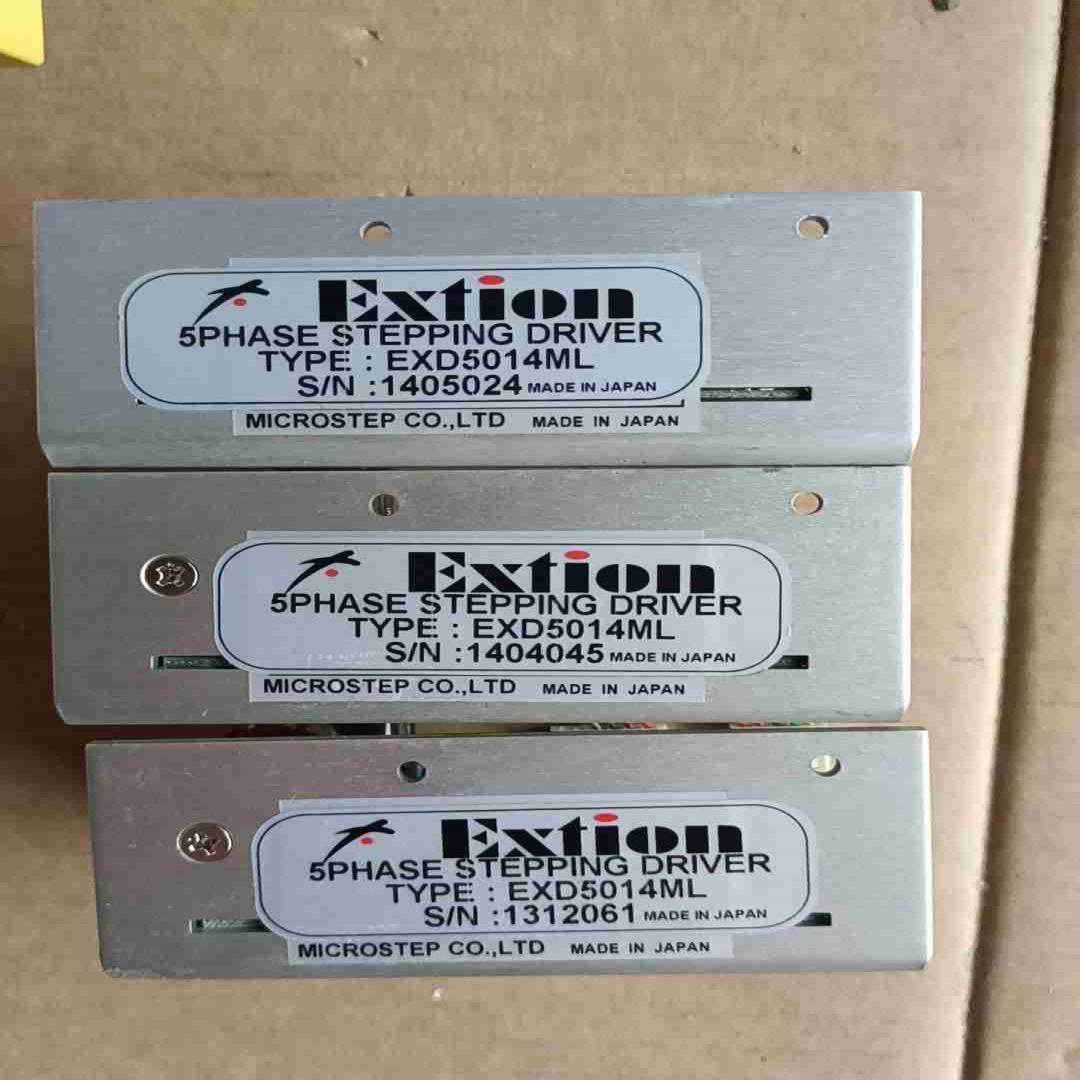 Extion
5PHASE STEPPING DRIVER
TYPE : EXD5014ML
S/N :1405024 MADE IN JAPAN
MICROSTEP CO.,LTD MADE IN JAPAN
Extion
5PHASE STEPPING DRIVER
TYPE : EXD5014ML
S/N :1404045 MADE IN JAPAN
MICROSTEP CO.,LTD MADE IN JAPAN
Extion
5PHASE STEPPING DRIVER
TYPE : EXD5014ML
S/N :1312061 MADE IN JAPAN
MICROSTEP CO.,LTD MADE IN JAPAN